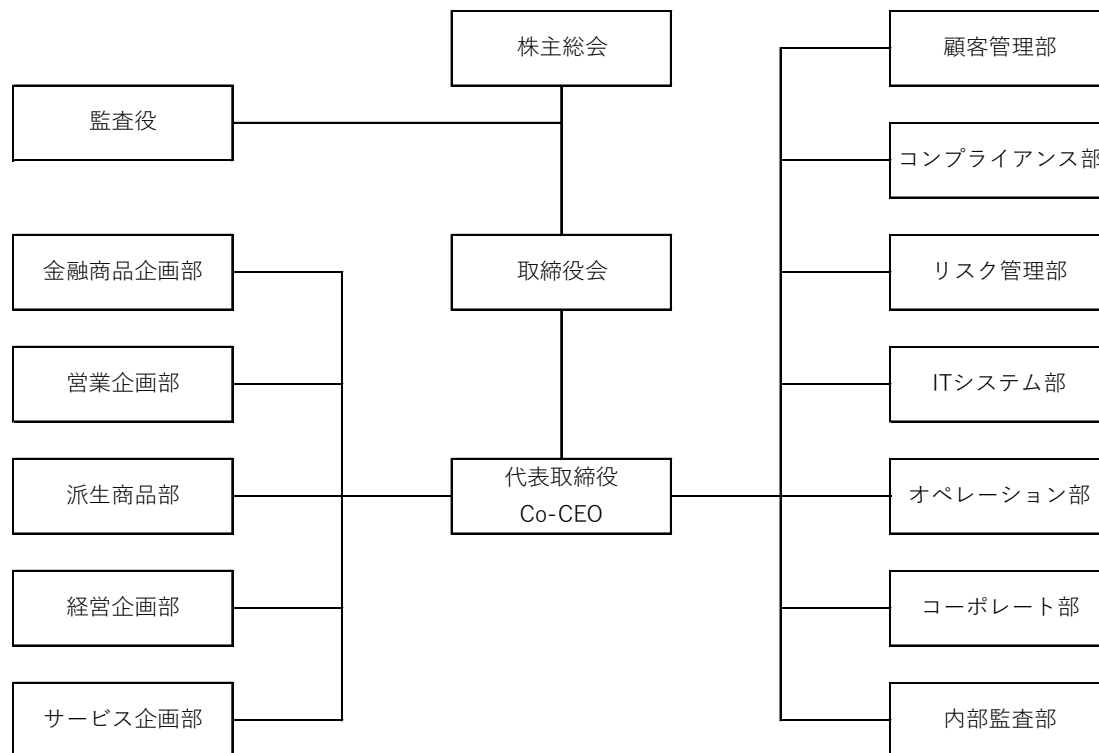 株主総会
監査役
取締役会
代表取締役
Co-CEO
金融商品企画部
営業企画部
派生商品部
経営企画部
サービス企画部
顧客管理部
コンプライアンス部
リスク管理部
ITシステム部
オペレーション部
コーポレート部
内部監査部